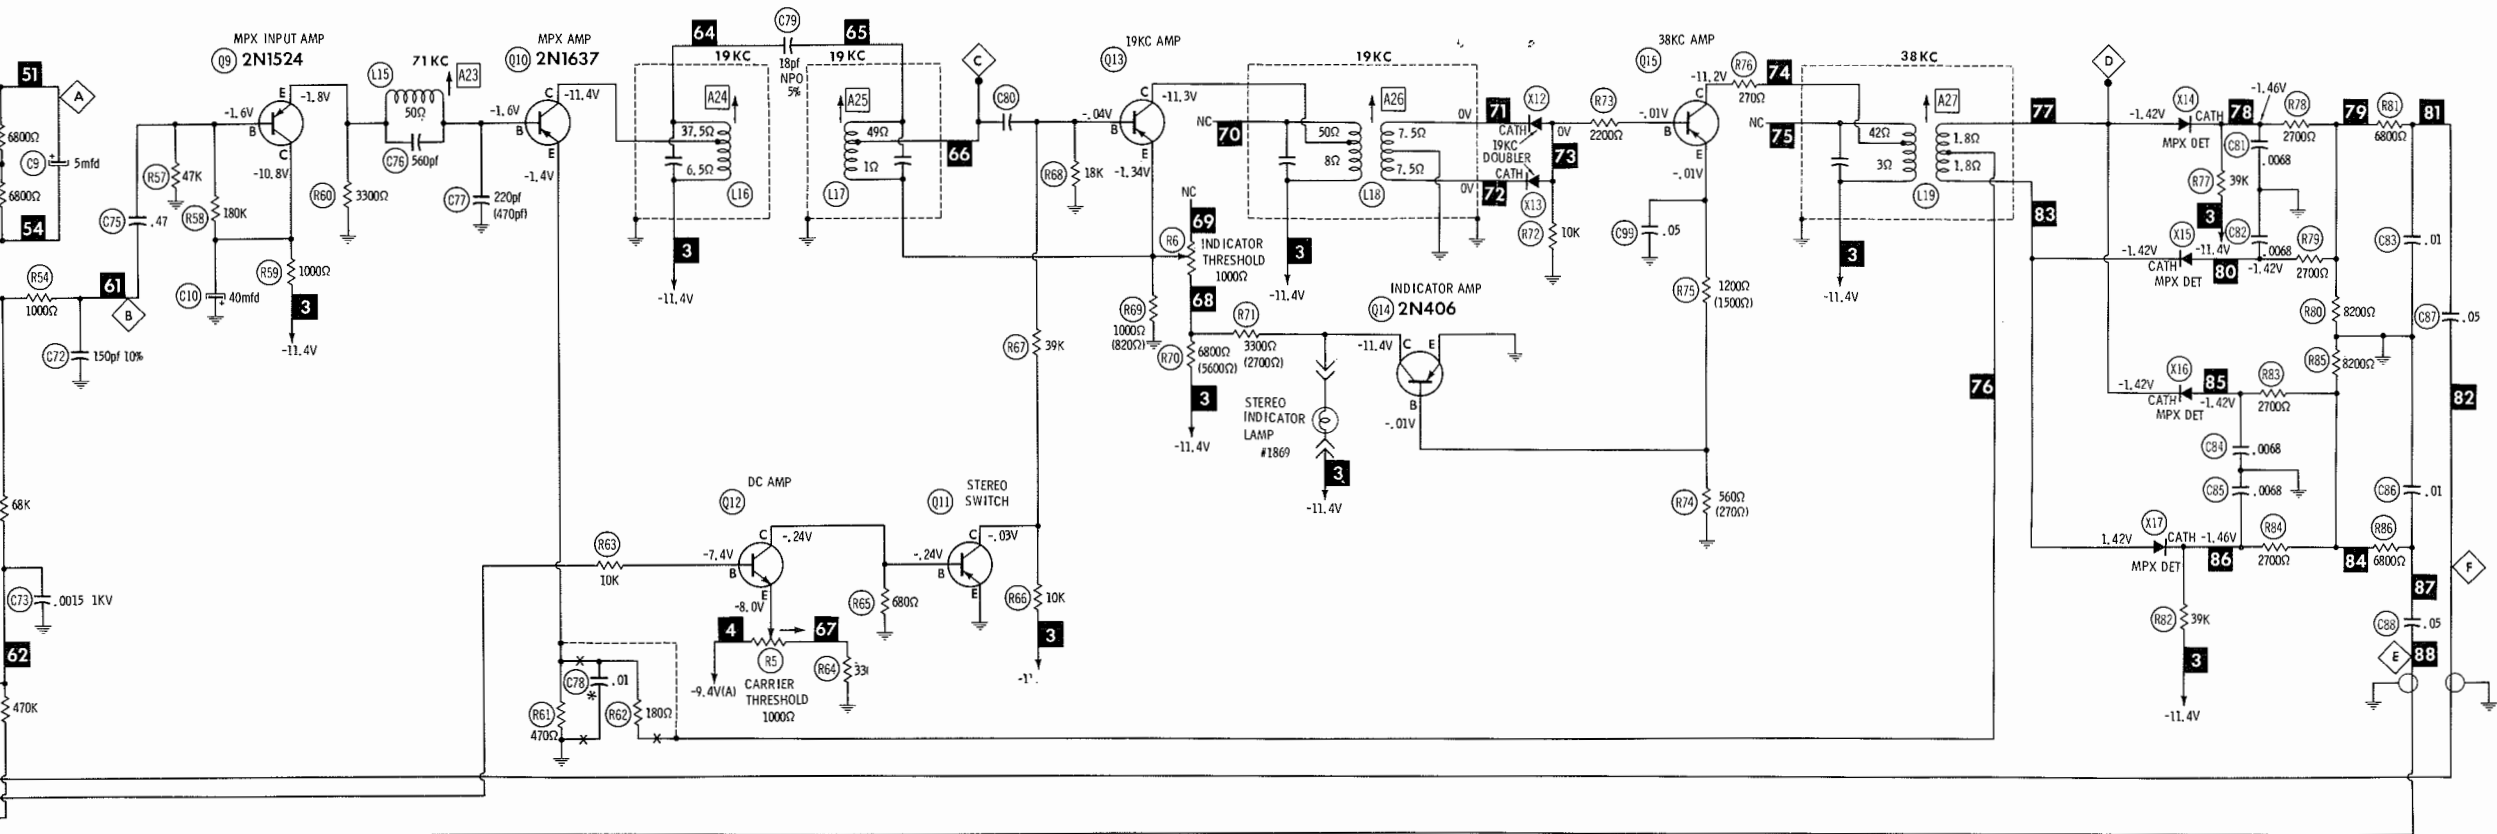 MPX INPUT AMP
Q9 2N1524
51
A
6800Ω
C9
5mfd
6800Ω
54
R54
1000Ω
61
B
C72
150pf 10%
C75
.47
R57
47K
R58
180K
-1.6V
B
E
-1.8V
C
-10.8V
R59
1000Ω
C10
40mfd
3
-11.4V
R60
3300Ω
71KC
L15
A23
50Ω
C76
560pf
C77
220pf
(470pf)
MPX AMP
Q10 2N1637
-1.6V
B
C
-11.4V
E
-1.4V
64
C79
18pf
NPO
5%
65
19KC
A24
37.5Ω
6.5Ω
L16
3
-11.4V
19KC
A25
49Ω
1Ω
L17
66
C
C80
R68
18K
R67
39K
19KC AMP
Q13
-.04V
B
C
-11.3V
E
-1.34V
NC
70
NC
69
R6
INDICATOR
THRESHOLD
1000Ω
68
R69
1000Ω
(820Ω)
R70
6800Ω
(5600Ω)
3
-11.4V
R71
3300Ω
(2700Ω)
STEREO
INDICATOR
LAMP
#1869
3
-11.4V
19KC
A26
50Ω
8Ω
7.5Ω
7.5Ω
L18
3
-11.4V
0V
71
X12
CATH
19KC
DOUBLER
CATH
0V
72
X13
0V
73
R73
2200Ω
R72
10K
INDICATOR AMP
Q14 2N406
-11.4V
C
E
B
-.01V
38KC AMP
Q15
-.01V
B
-11.2V
C
E
-.01V
R76
270Ω
74
C99
.05
R75
1200Ω
(1500Ω)
R74
560Ω
(270Ω)
NC
75
38KC
A27
42Ω
3Ω
1.8Ω
1.8Ω
L19
3
-11.4V
77
83
76
D
-1.42V
X14
CATH
MPX DET
78
-1.46V
R78
2700Ω
79
R81
6800Ω
81
C81
.0068
R77
39K
3
-11.4V
C82
.0068
-1.42V
X15
CATH
MPX DET
80
-1.42V
R79
2700Ω
C83
.01
R80
8200Ω
C87
.05
R85
8200Ω
82
-1.42V
X16
CATH
MPX DET
85
-1.42V
R83
2700Ω
C84
.0068
C85
.0068
C86
.01
1.42V
X17
CATH
MPX DET
-1.46V
86
R84
2700Ω
84
R86
6800Ω
F
87
R82
39K
3
-11.4V
C88
.05
E
88
DC AMP
Q12
R63
10K
-7.4V
B
C
-.24V
E
-8.0V
4
67
R5
CARRIER
THRESHOLD
1000Ω
-9.4V(A)
R64
R65
680Ω
STEREO
SWITCH
Q11
-.24V
B
C
-.03V
E
R66
10K
3
C78
.01
*
R61
470Ω
R62
180Ω
X
X
X
68K
C73
.0015 1KV
62
470K